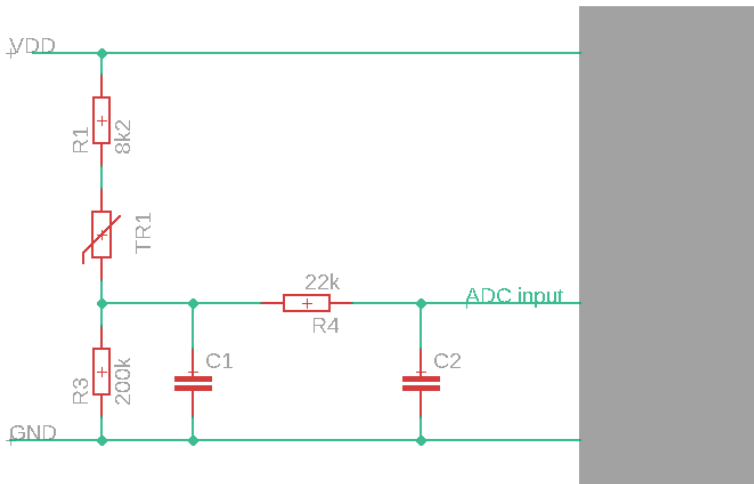 VDD
R1
8k2
TR1
22k
ADC input
R4
C1
C2
R3
200k
GND